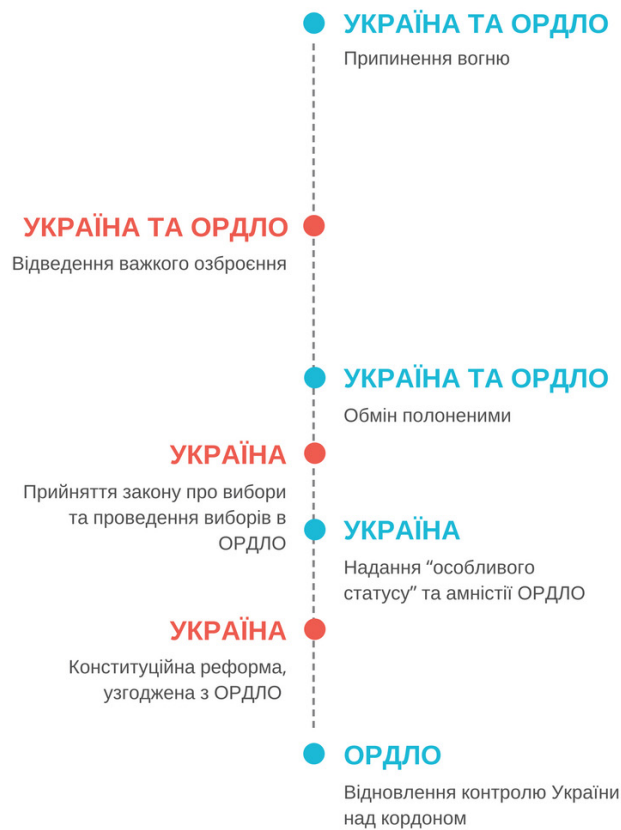 УКРАЇНА ТА ОРДЛО
Припинення вогню
УКРАЇНА ТА ОРДЛО
Відведення важкого озброєння
УКРАЇНА ТА ОРДЛО
Обмін полоненими
УКРАЇНА
Прийняття закону про вибори
та проведення виборів в
ОРДЛО
УКРАЇНА
Надання “особливого
статусу” та амністії ОРДЛО
УКРАЇНА
Конституційна реформа,
узгоджена з ОРДЛО
ОРДЛО
Відновлення контролю України
над кордоном